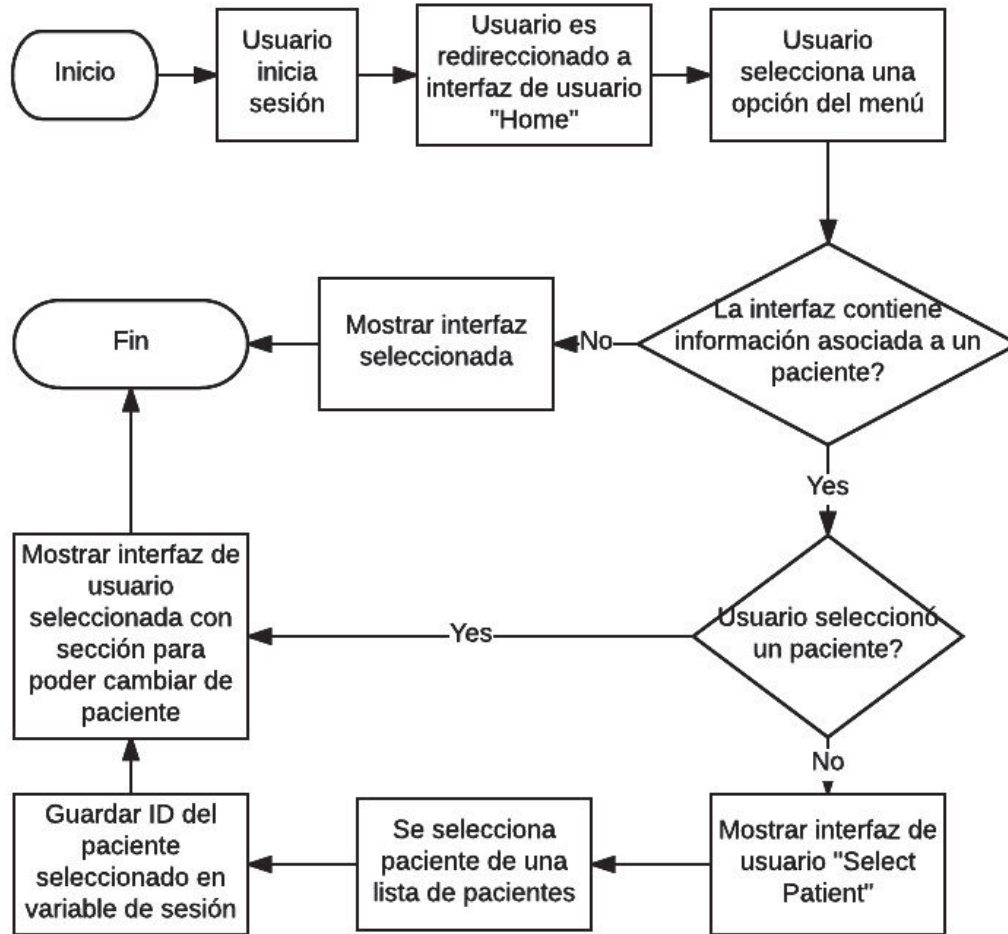 Inicio
Usuario
inicia
sesión
Usuario es
redireccionado a
interfaz de usuario
"Home"
Usuario
selecciona una
opción del menú
La interfaz contiene
información asociada a un
paciente?
No
Mostrar interfaz
seleccionada
Fin
Yes
Usuario seleccionó
un paciente?
Yes
Mostrar interfaz de
usuario
seleccionada con
sección para
poder cambiar de
paciente
No
Mostrar interfaz de
usuario "Select
Patient"
Se selecciona
paciente de una
lista de pacientes
Guardar ID del
paciente
seleccionado en
variable de sesión